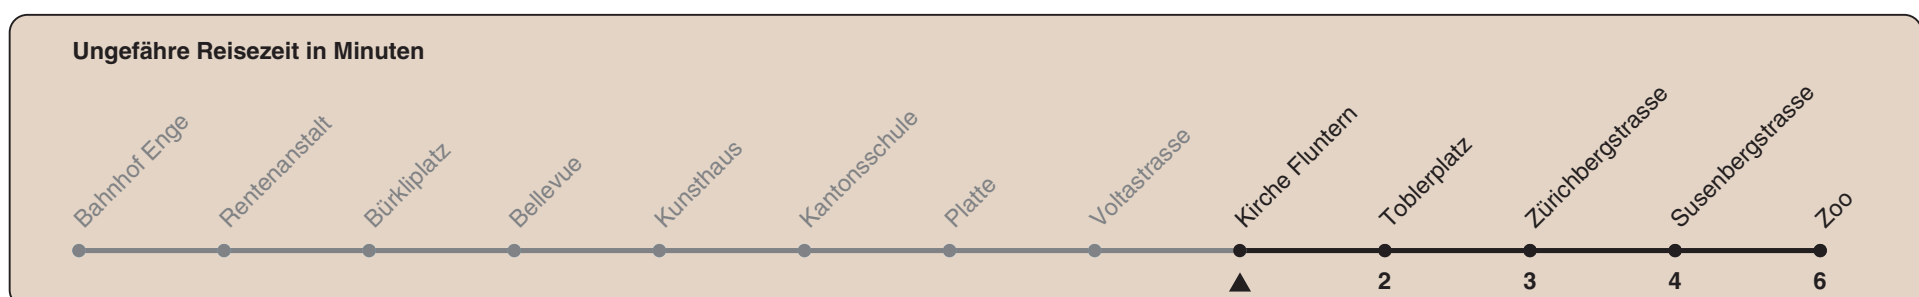 Ungefähre Reisezeit in Minuten
Bahnhof Enge
Rentenanstalt
Bürkliplatz
Bellevue
Kunsthaus
Kantonsschule
Platte
Voltastrasse
Kirche Fluntern
Toblerplatz
Zürichbergstrasse
Susenbergstrasse
Zoo
2 3 4 6